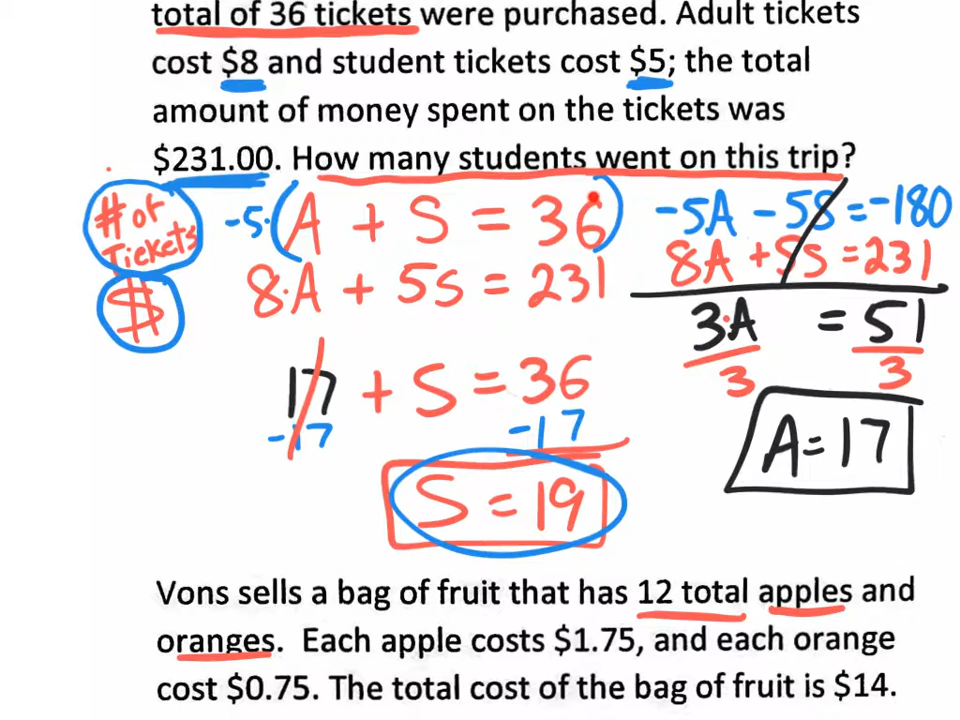 total of 36 tickets were purchased. Adult tickets
cost $8 and student tickets cost $5; the total
amount of money spent on the tickets was
$231.00. How many students went on this trip?
# of
Tickets
$
-5·(A + S = 36)
8·A + 5S = 231
17 + S = 36
-17 -17
S = 19
-5A - 5S = -180
8A + 5S = 231
3·A = 51
3 3
A = 17
Vons sells a bag of fruit that has 12 total apples and
oranges. Each apple costs $1.75, and each orange
cost $0.75. The total cost of the bag of fruit is $14.